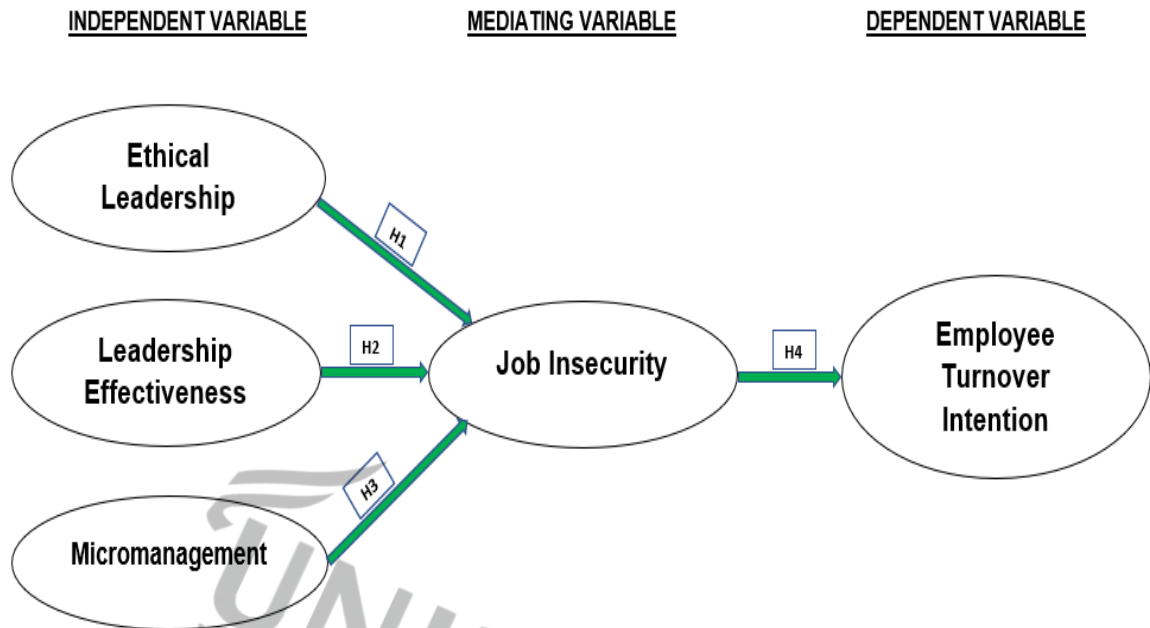 INDEPENDENT VARIABLE
MEDIATING VARIABLE
DEPENDENT VARIABLE
Ethical
Leadership
H1
Leadership
Effectiveness
H2
Job Insecurity
H4
Employee
Turnover
Intention
H3
Micromanagement